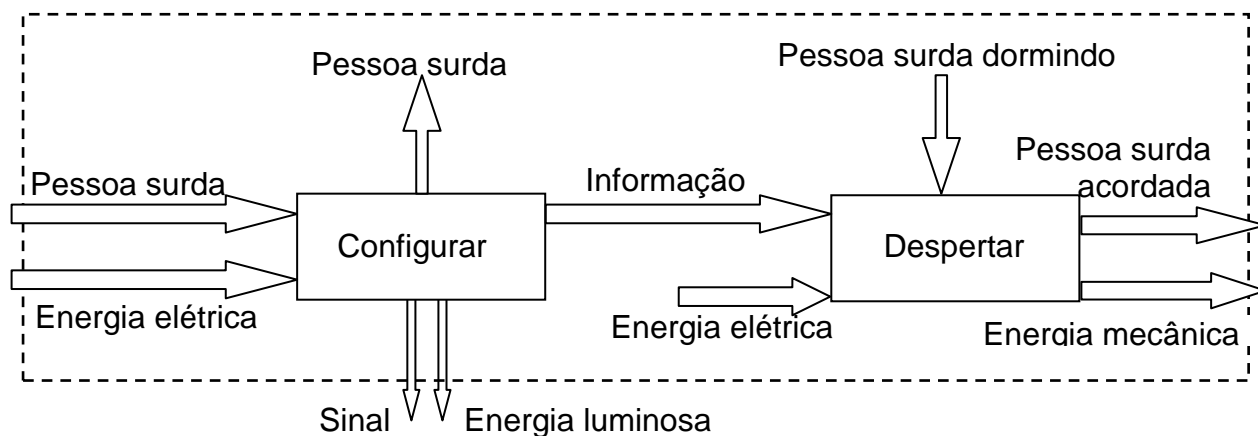 Pessoa surda
Pessoa surda dormindo
Pessoa surda
Informação
Pessoa surda
acordada
Configurar
Despertar
Energia elétrica
Energia elétrica
Energia mecânica
Sinal
Energia luminosa